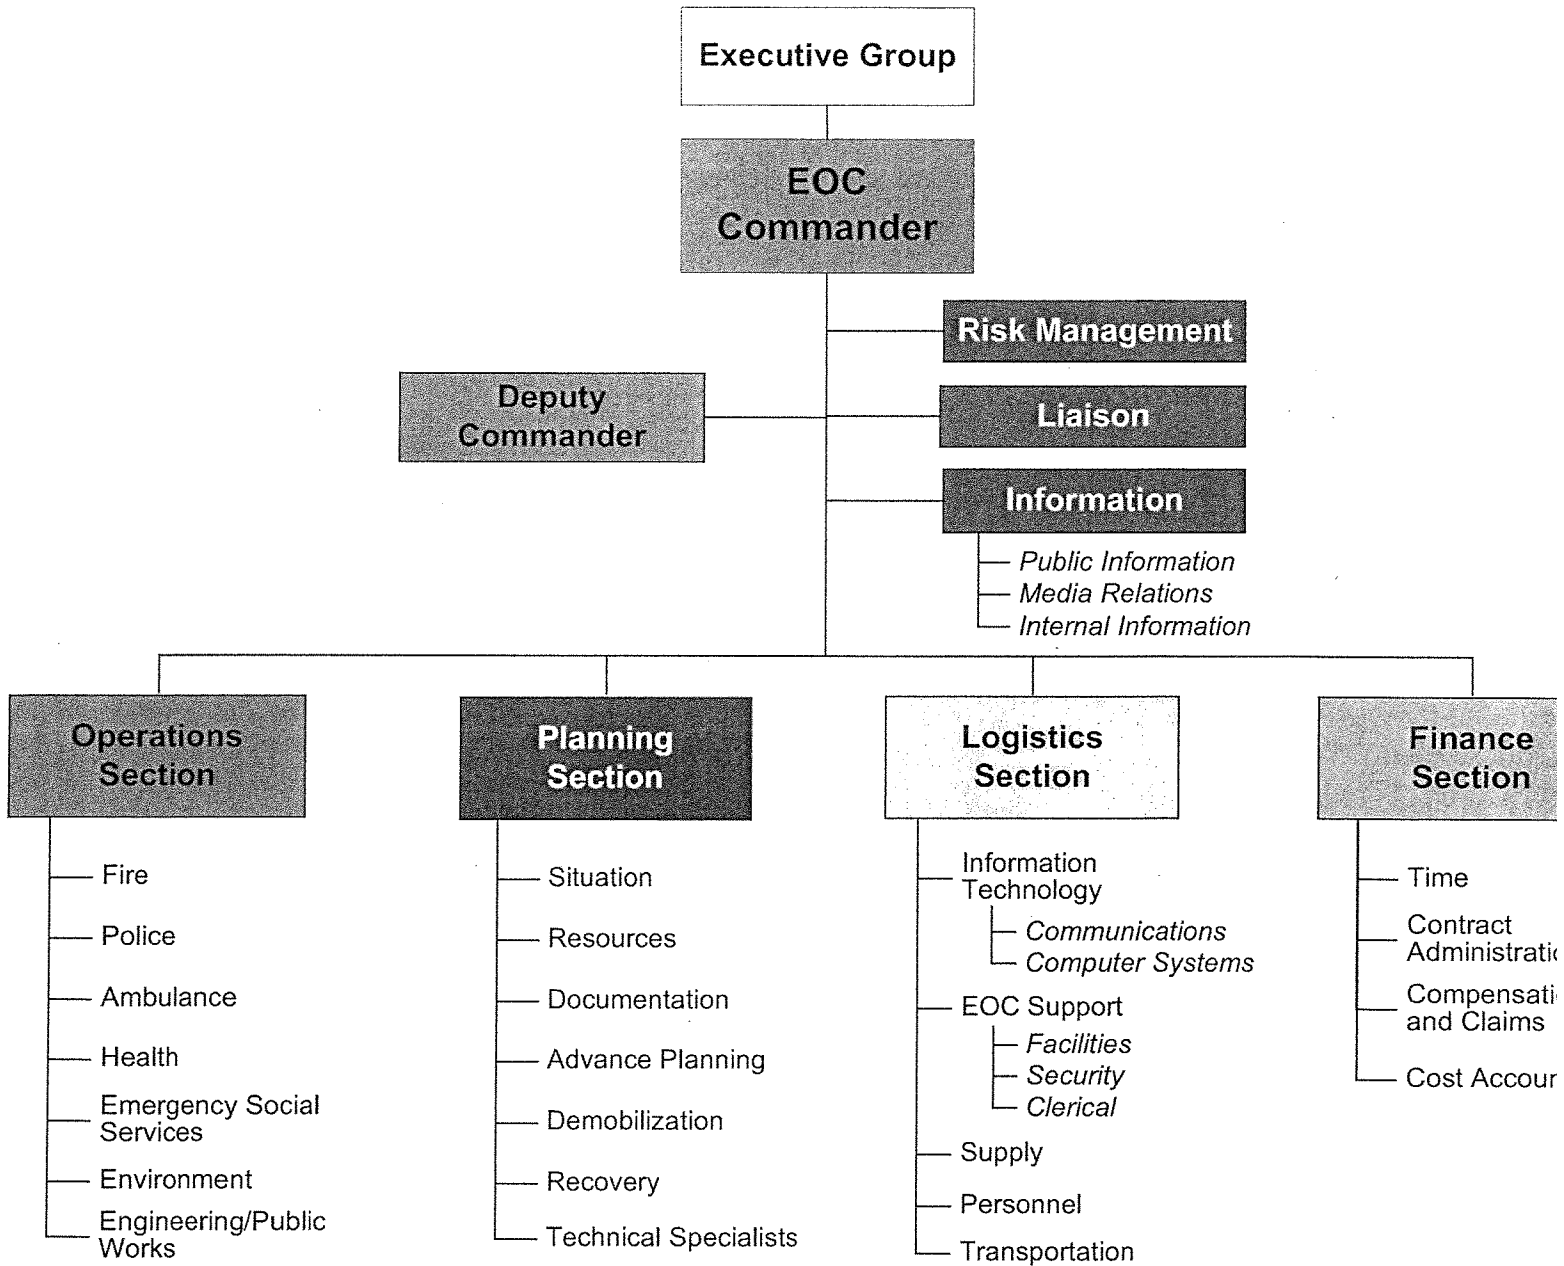 Executive Group
EOC
Commander
Risk Management
Deputy
Commander
Liaison
Information
Public Information
Media Relations
Internal Information
Operations
Section
Fire
Police
Ambulance
Health
Emergency Social
Services
Environment
Engineering/Public
Works
Planning
Section
Situation
Resources
Documentation
Advance Planning
Demobilization
Recovery
Technical Specialists
Logistics
Section
Information
Technology
Communications
Computer Systems
EOC Support
Facilities
Security
Clerical
Supply
Personnel
Transportation
Finance
Section
Time
Contract
and Claims
Cost